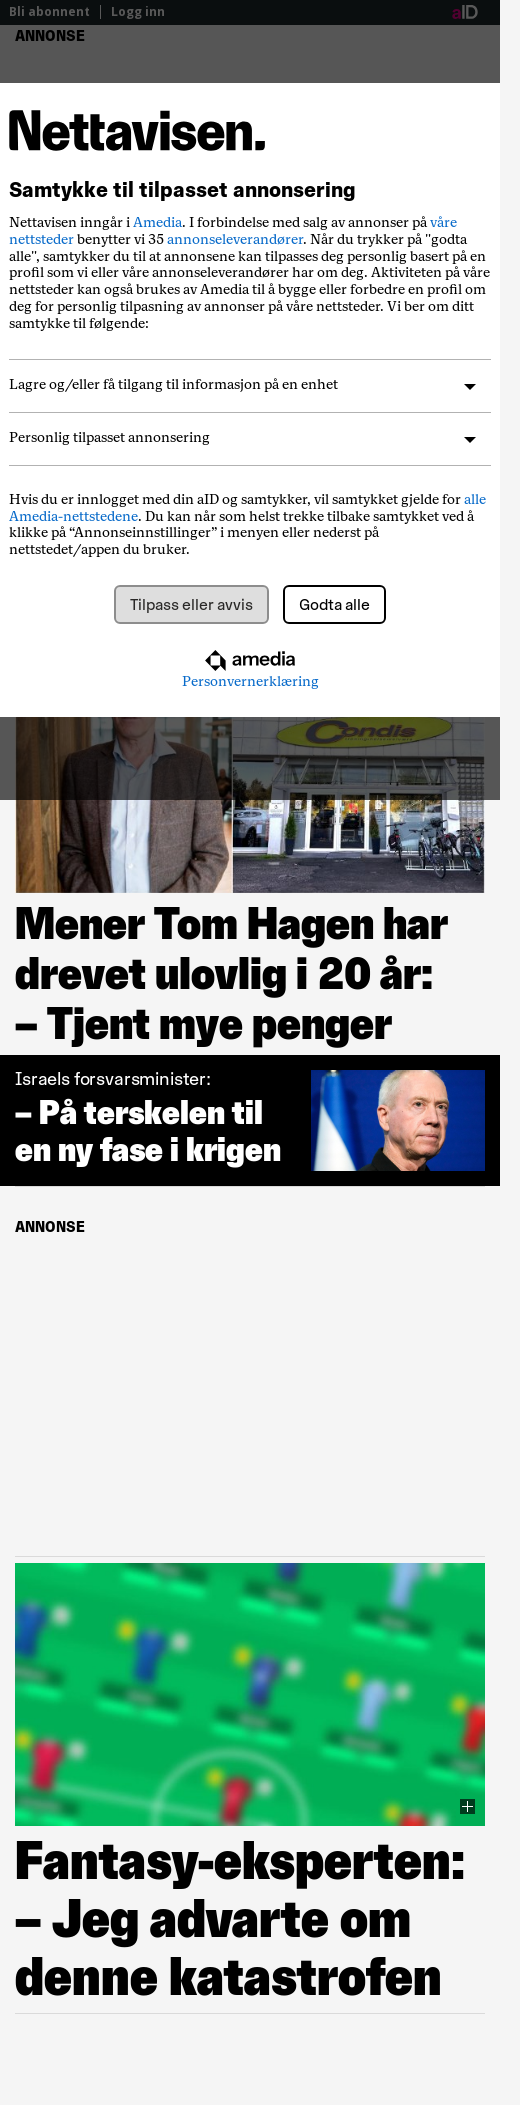 Bli abonnent | Logg inn
aID
ANNONSE
Nettavisen.
Samtykke til tilpasset annonsering
Nettavisen inngår i Amedia. I forbindelse med salg av annonser på våre
nettsteder benytter vi 35 annonseleverandører. Når du trykker på "godta
alle", samtykker du til at annonsene kan tilpasses deg personlig basert på en
profil som vi eller våre annonseleverandører har om deg. Aktiviteten på våre
nettsteder kan også brukes av Amedia til å bygge eller forbedre en profil om
deg for personlig tilpasning av annonser på våre nettsteder. Vi ber om ditt
samtykke til følgende:
Lagre og/eller få tilgang til informasjon på en enhet
Personlig tilpasset annonsering
Hvis du er innlogget med din aID og samtykker, vil samtykket gjelde for alle
Amedia-nettstedene. Du kan når som helst trekke tilbake samtykket ved å
klikke på “Annonseinnstillinger” i menyen eller nederst på
nettstedet/appen du bruker.
Tilpass eller avvis
Godta alle
amedia
Personvernerklæring
Condis
Mener Tom Hagen har
drevet ulovlig i 20 år:
– Tjent mye penger
Israels forsvarsminister:
– På terskelen til
en ny fase i krigen
ANNONSE
Fantasy-eksperten:
– Jeg advarte om
denne katastrofen